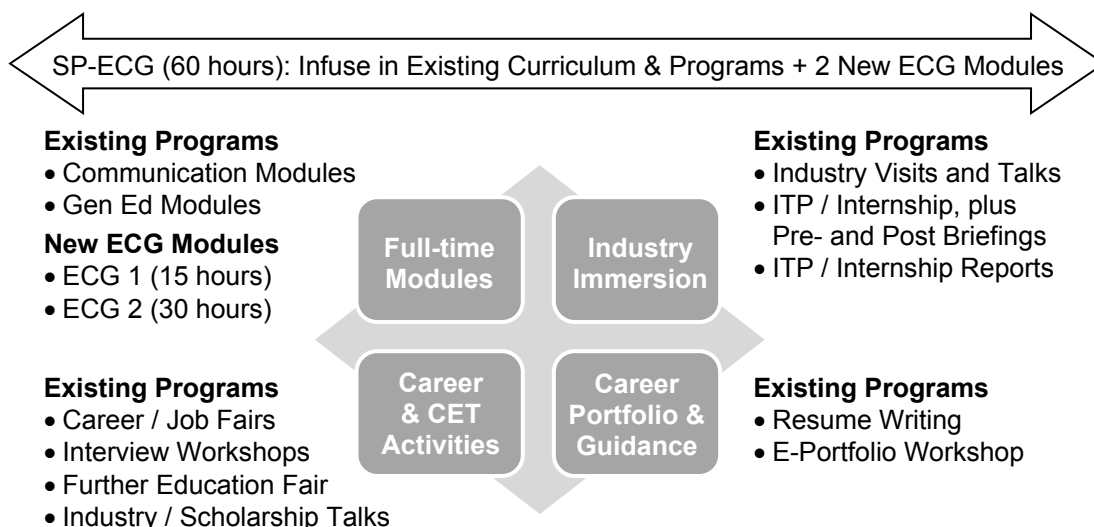 SP-ECG (60 hours): Infuse in Existing Curriculum & Programs + 2 New ECG Modules
Existing Programs
• Communication Modules
• Gen Ed Modules
New ECG Modules
• ECG 1 (15 hours)
• ECG 2 (30 hours)
Full-time
Modules
Industry
Immersion
Existing Programs
• Industry Visits and Talks
• ITP / Internship, plus
Pre- and Post Briefings
• ITP / Internship Reports
Existing Programs
• Career / Job Fairs
• Interview Workshops
• Further Education Fair
• Industry / Scholarship Talks
Career
& CET
Activities
Career
Portfolio &
Guidance
Existing Programs
• Resume Writing
• E-Portfolio Workshop